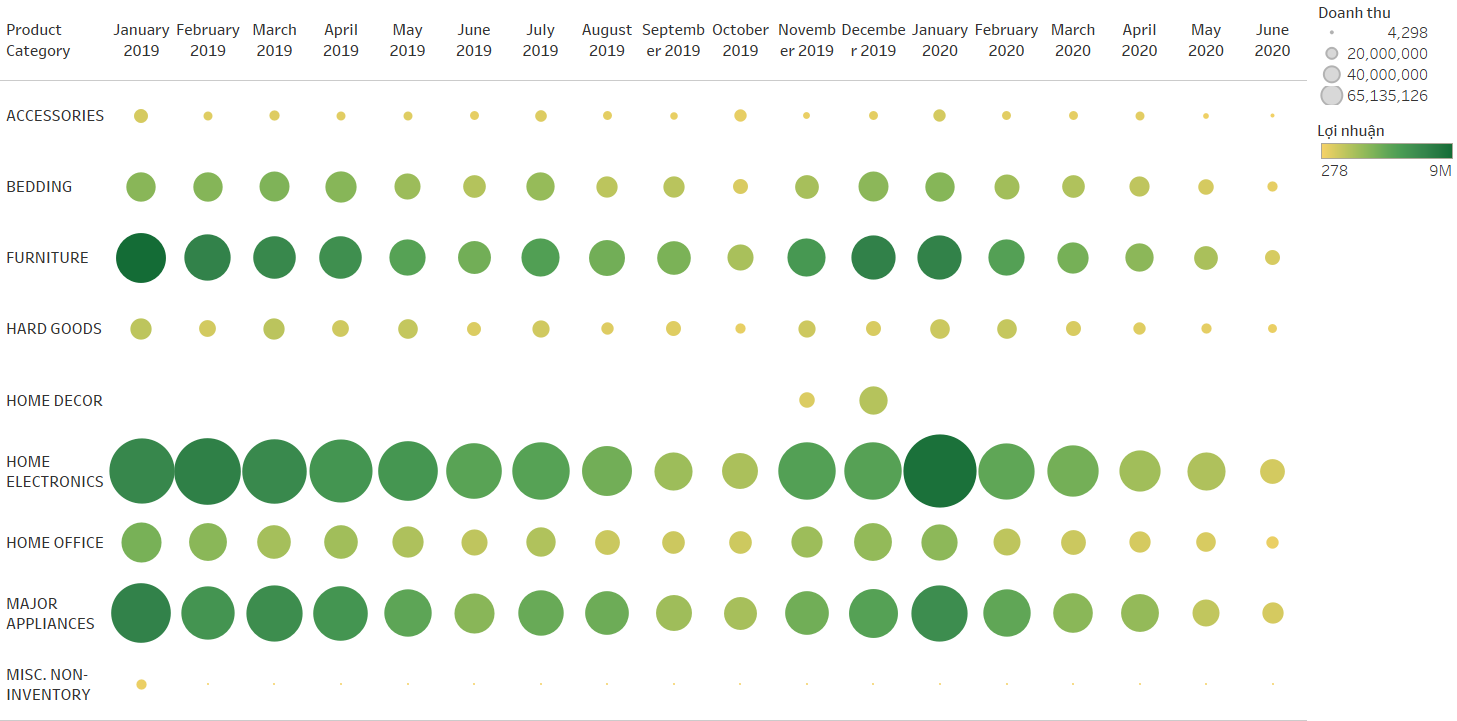 Product Category
January 2019
February 2019
March 2019
April 2019
May 2019
June 2019
July 2019
August 2019
Septemb er 2019
October 2019
Novemb er 2019
Decembe r 2019
January 2020
February 2020
March 2020
April 2020
May 2020
June 2020
ACCESSORIES
BEDDING
FURNITURE
HARD GOODS
HOME DECOR
HOME
ELECTRONICS
HOME OFFICE
MAJOR
APPLIANCES
MISC. NON-
INVENTORY
Doanh thu
4,298
20,000,000
40,000,000
65,135,126
Lợi nhuận
278 9M